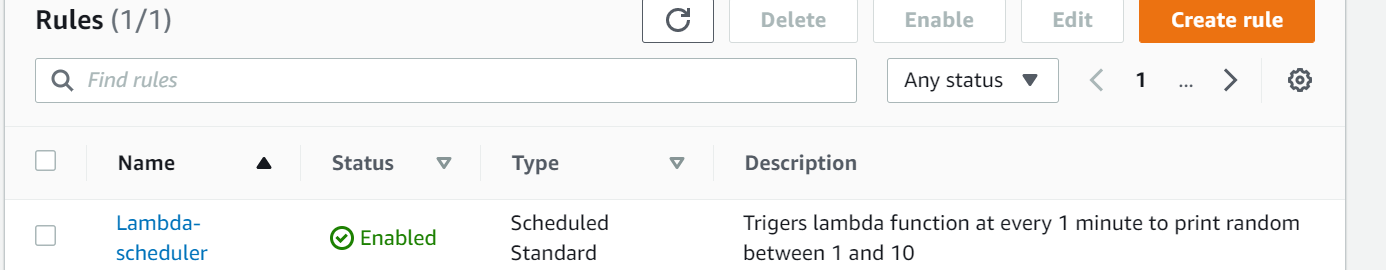 Rules (1/1)
Delete
Enable
Edit
Create rule
Find rules
Any status
1
...
Name
Status
Type
Description
Lambda-
scheduler
Enabled
Scheduled
Standard
Trigers lambda function at every 1 minute to print random
between 1 and 10